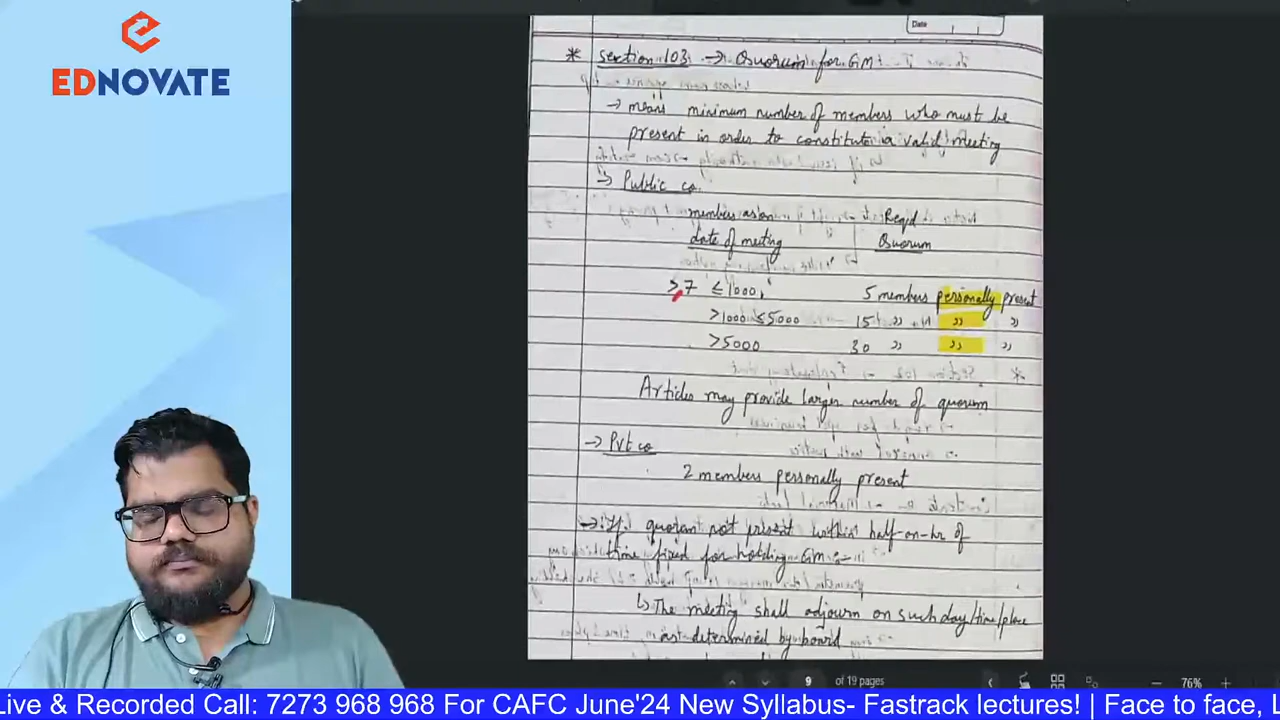 EDNOVATE
Date
* Section 103 → Quorum for GM
→ means minimum number of members who must be
present in order to constitute a valid meeting
→ Public co.
members as on Reqd
date of meeting Quorum
>7 ≤1000 5 members personally present
>1000 ≤5000 15 " " "
>5000 30 " " "
Articles may provide larger number of quorum
→ Pvt co
2 members personally present
→ If quorum not present within half-an-hr of
time fixed for holding GM :-
↳ The meeting shall adjourn on such day/time/place
as determined by board
9 of 19 pages 76%
Live & Recorded Call: 7273 968 968 For CAFC June'24 New Syllabus- Fastrack lectures! | Face to face, L